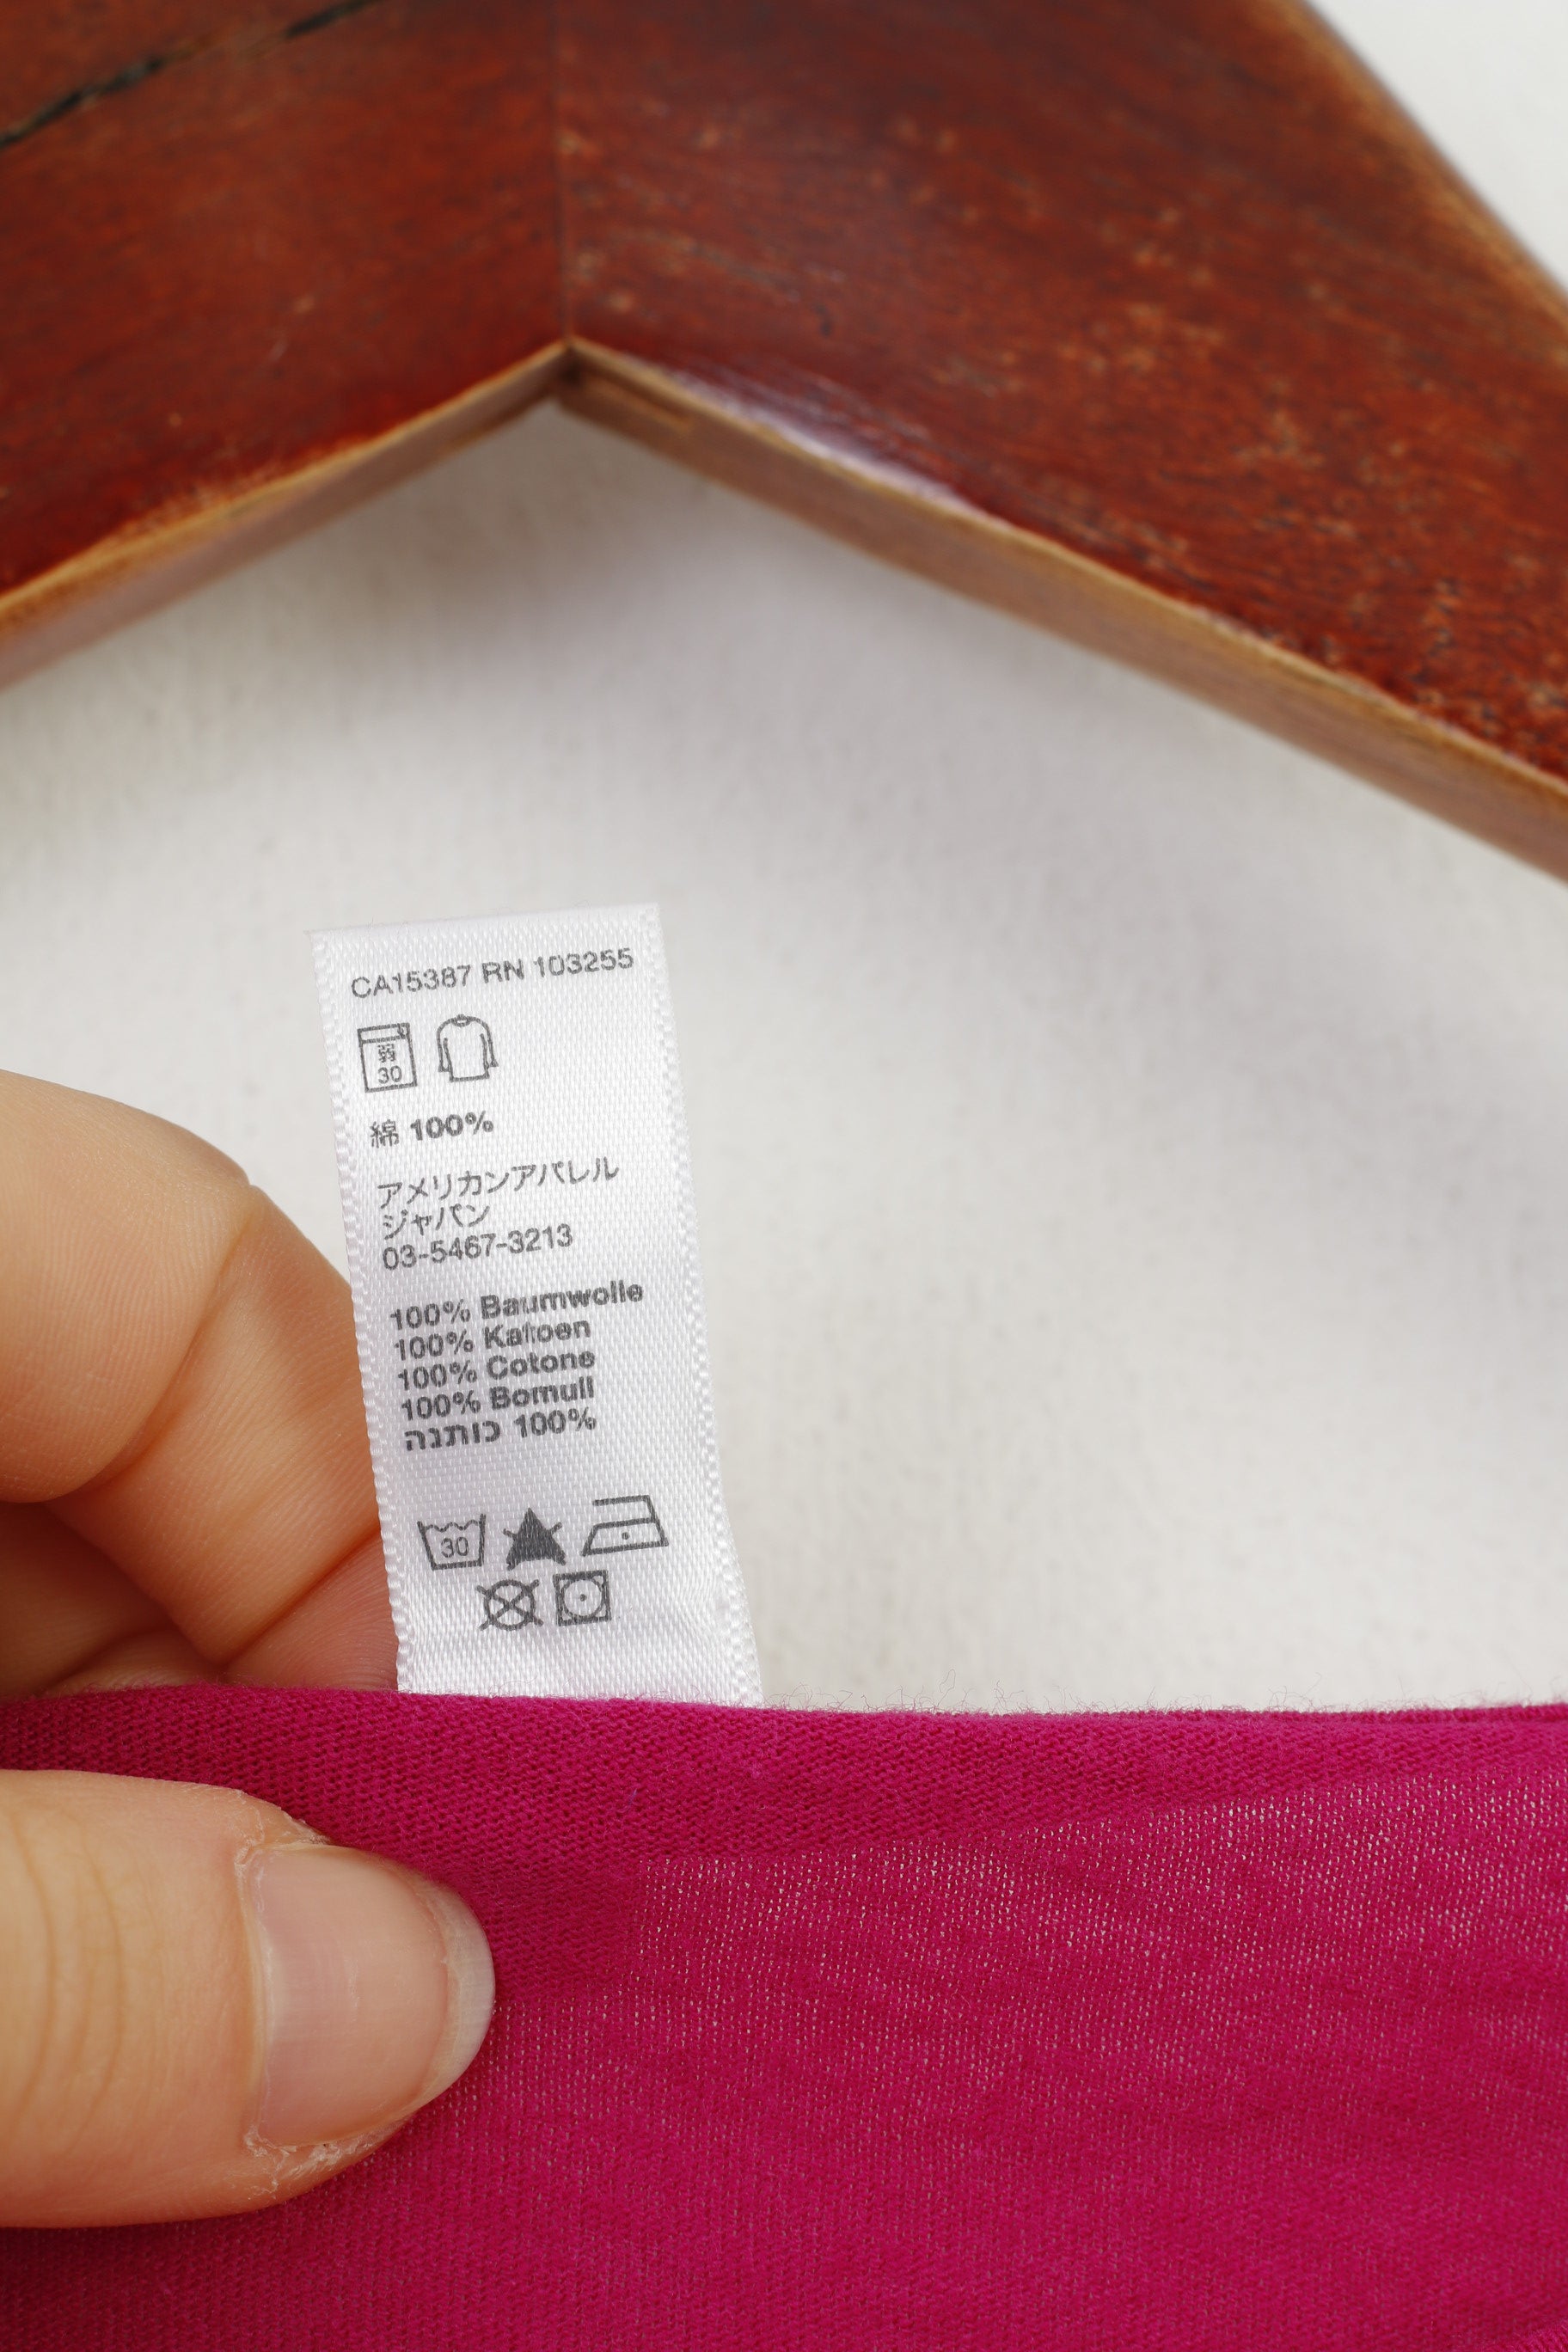 CA15387 RN 103255
弱
30
綿 100%
アメリカンアパレル
ジャパン
03-5467-3213
100% Baumwolle
100% Katoen
100% Cotone
100% Bomull
100% כותנה
30